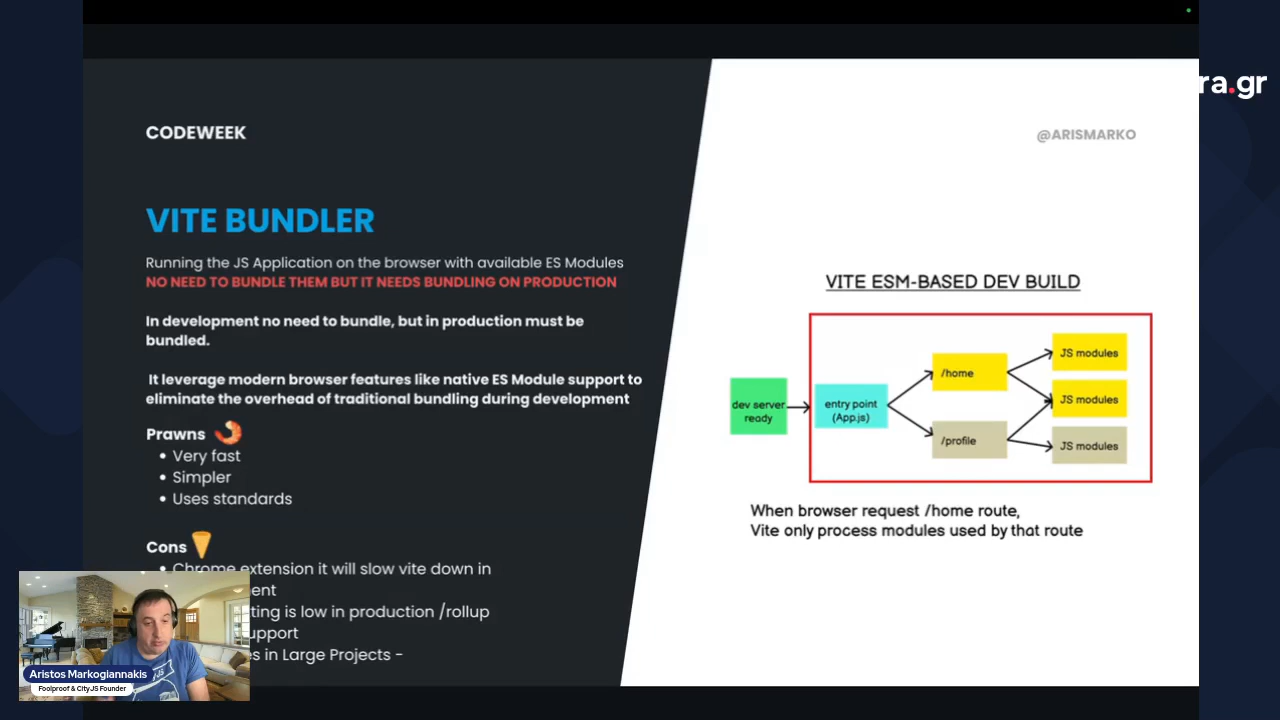 ra.gr
CODEWEEK
@ARISMARKO
VITE BUNDLER
Running the JS Application on the browser with available ES Modules
NO NEED TO BUNDLE THEM BUT IT NEEDS BUNDLING ON PRODUCTION
In development no need to bundle, but in production must be
bundled.
It leverage modern browser features like native ES Module support to
eliminate the overhead of traditional bundling during development
Prawns
• Very fast
• Simpler
• Uses standards
Cons
• Chrome extension it will slow vite down in
ent
ting is low in production /rollup
upport
s in Large Projects -
VITE ESM-BASED DEV BUILD
dev server
ready
entry point
(App.js)
/home
/profile
JS modules
JS modules
JS modules
When browser request /home route,
Vite only process modules used by that route
Aristos Markogiannakis
Foolproof & CityJS Founder